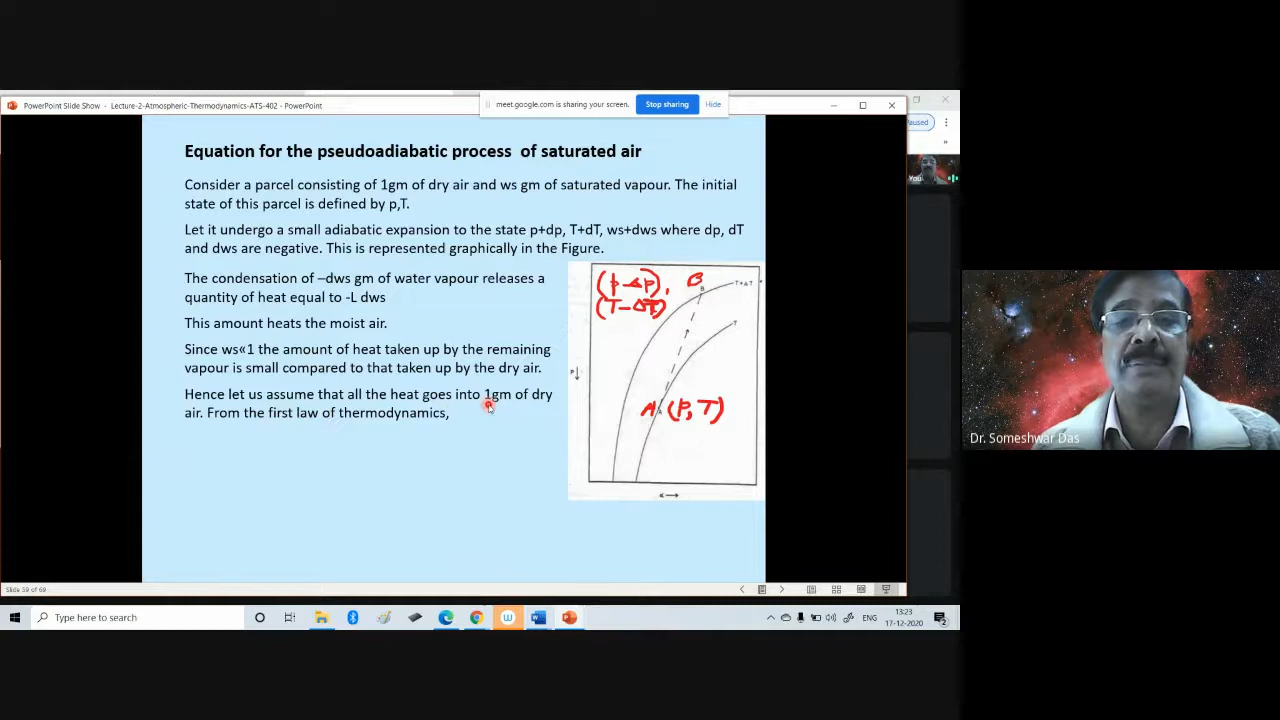 PowerPoint Slide Show - Lecture-2-Atmospheric-Thermodynamics-ATS-402 - PowerPoint
meet.google.com is sharing your screen.
Stop sharing
Hide
Paused
You
Equation for the pseudoadiabatic process of saturated air
Consider a parcel consisting of 1gm of dry air and ws gm of saturated vapour. The initial
state of this parcel is defined by p,T.
Let it undergo a small adiabatic expansion to the state p+dp, T+dT, ws+dws where dp, dT
and dws are negative. This is represented graphically in the Figure.
The condensation of –dws gm of water vapour releases a
quantity of heat equal to -L dws
This amount heats the moist air.
Since ws«1 the amount of heat taken up by the remaining
vapour is small compared to that taken up by the dry air.
Hence let us assume that all the heat goes into 1gm of dry
air. From the first law of thermodynamics,
(p-Δp),
(T-ΔT)
B
B
T+ΔT
T
P↓
A (P, T)
A
Dr. Someshwar Das
Slide 59 of 69
Type here to search
ENG
13:23
17-12-2020
2